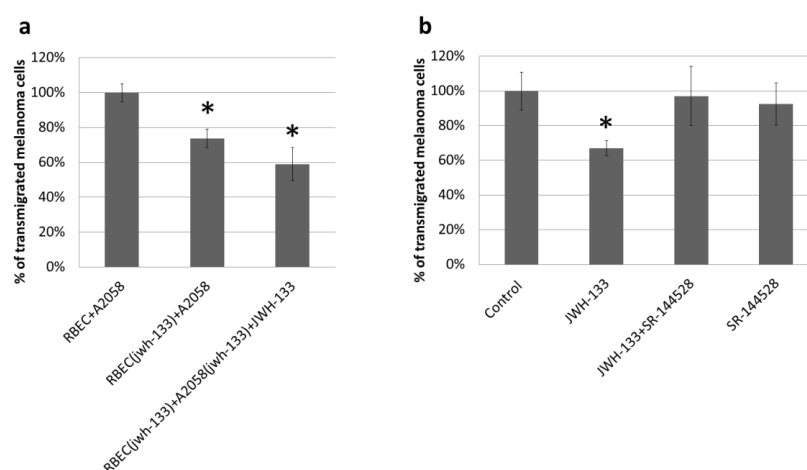 a
% of transmigrated melanoma cells
120%
100%
80%
60%
40%
20%
0%
*
*
RBEC+A2058
RBEC(jwh-133)+A2058
RBEC(jwh-133)+A2058(jwh-133)+JWH-133
b
% of transmigrated melanoma cells
120%
100%
80%
60%
40%
20%
0%
*
Control
JWH-133
JWH-133+SR-144528
SR-144528